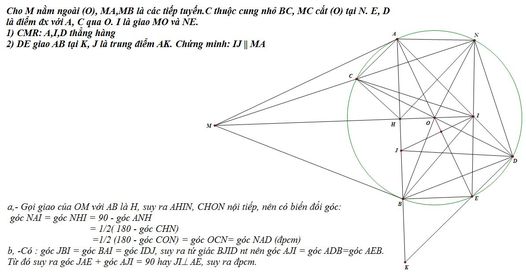 Cho M nằm ngoài (O), MA,MB là các tiếp tuyến.C thuộc cung nhỏ BC, MC cắt (O) tại N. E, D
là điểm đx với A, C qua O. I là giao MO và NE.
1) CMR: A,I,D thẳng hàng
2) DE giao AB tại K, J là trung điểm AK. Chứng minh: IJ || MA
A
N
C
M
H
O
I
J
D
B
E
K
a,- Gọi giao của OM với AB là H, suy ra AHIN, CHON nội tiếp, nên có biến đổi góc:
góc NAI = góc NHI = 90 - góc ANH
= 1/2( 180 - góc CHN)
=1/2 (180 - góc CON) = góc OCN= góc NAD (đpcm)
b, -Có : góc JBI = góc BAI = góc IDJ, suy ra tứ giác BJID nt nên góc AJI = góc ADB=góc AEB.
Từ đó suy ra góc JAE + góc AJI = 90 hay JI⊥ AE, suy ra đpcm.